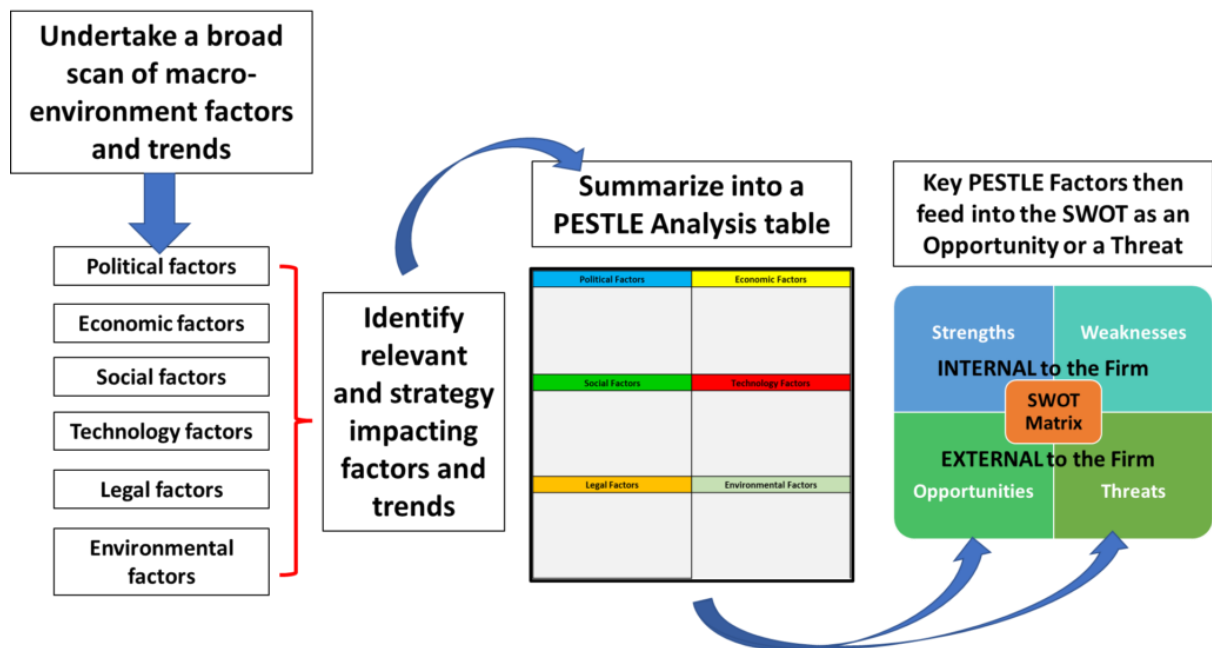 Undertake a broad
scan of macro-
environment factors
and trends
Political factors
Economic factors
Social factors
Technology factors
Legal factors
Environmental
factors
Identify
relevant
and strategy
impacting
factors and
trends
Summarize into a
PESTLE Analysis table
Political Factors
Economic Factors
Social Factors
Technology Factors
Legal Factors
Environmental Factors
Key PESTLE Factors then
feed into the SWOT as an
Opportunity or a Threat
Strengths
Weaknesses
INTERNAL to the Firm
SWOT
Matrix
EXTERNAL to the Firm
Opportunities
Threats